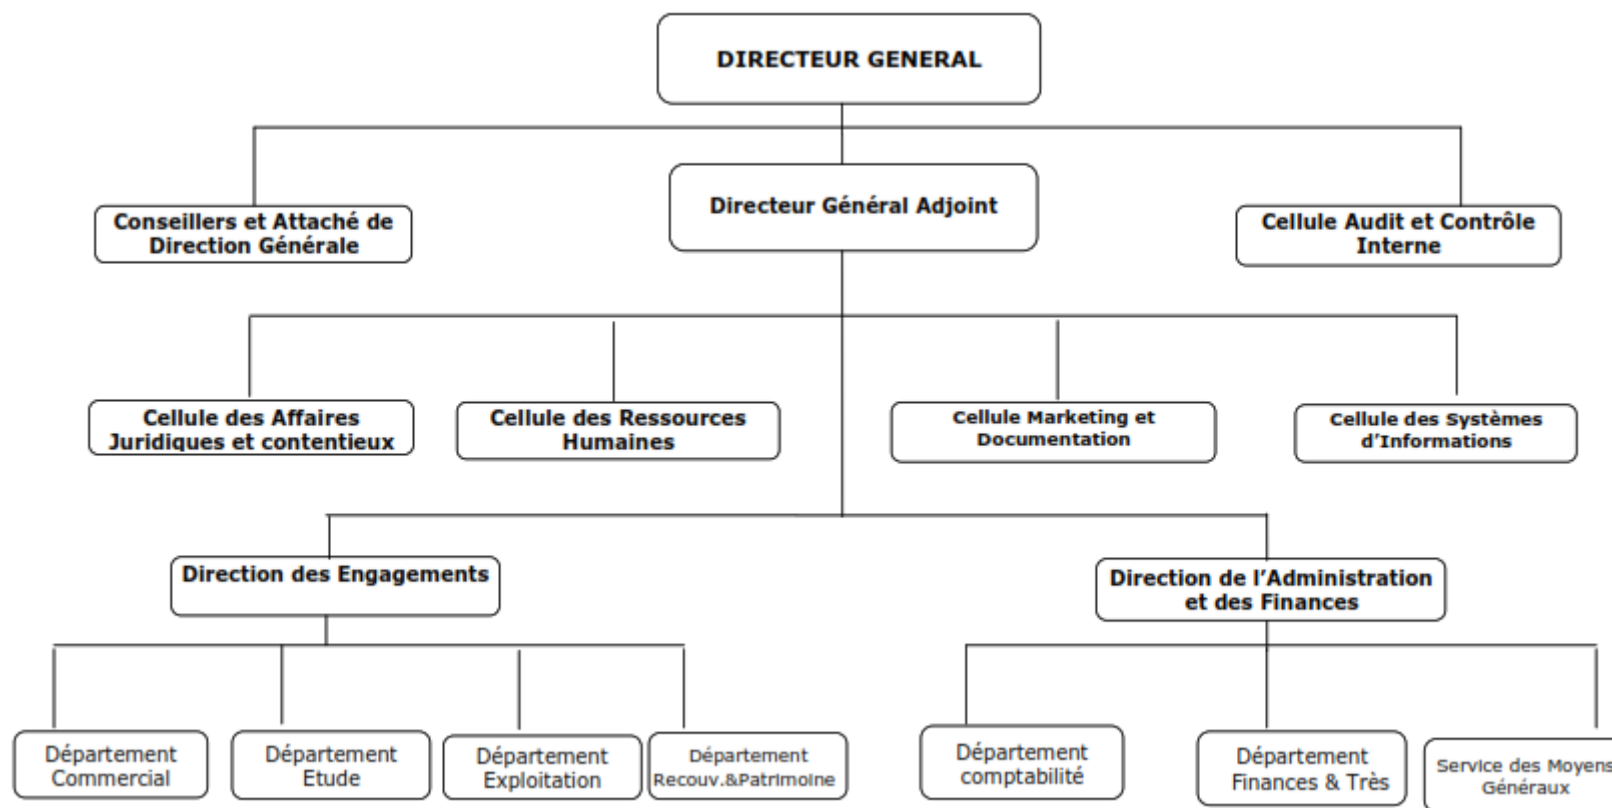 DIRECTEUR GENERAL
Directeur Général Adjoint
Conseillers et Attaché de
Direction Générale
Cellule Audit et Contrôle
Interne
Cellule des Affaires
Juridiques et contentieux
Cellule des Ressources
Humaines
Cellule Marketing et
Documentation
Cellule des Systèmes
d’Informations
Direction des Engagements
Direction de l’Administration
et des Finances
Département
Commercial
Département
Etude
Département
Exploitation
Département
Recouv.&Patrimoine
Département
comptabilité
Département
Finances & Très
Service des Moyens
Généraux